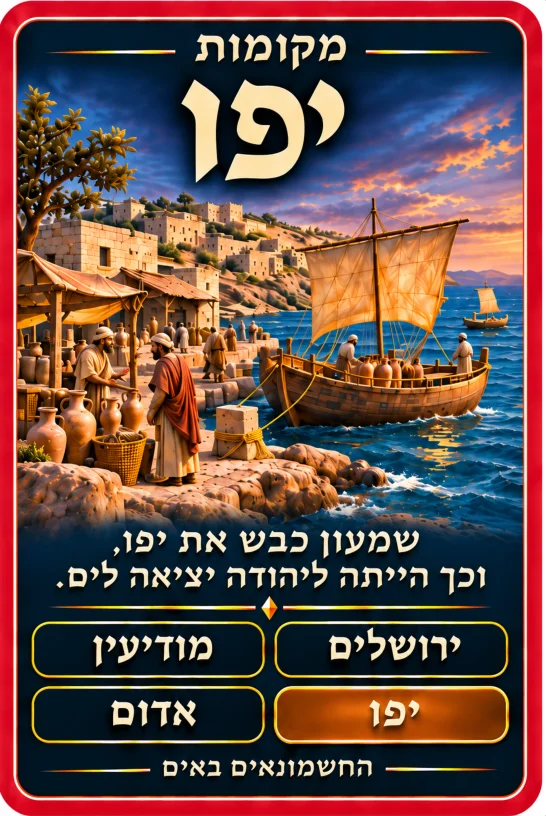 מקומות
יפו
שמעון כבש את יפו,
וכך הייתה ליהודה יציאה לים.
ירושלים
מודיעין
יפו
אדום
החשמונאים באים